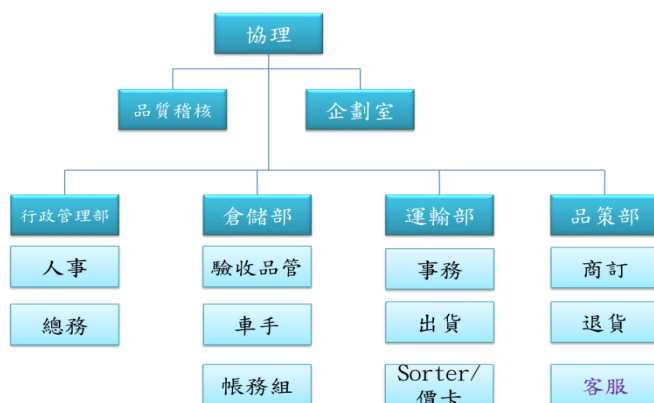 協理
品質稽核
企劃室
行政管理部
倉儲部
運輸部
品策部
人事
驗收品管
事務
商訂
總務
車手
出貨
退貨
帳務組
Sorter/
價卡
客服